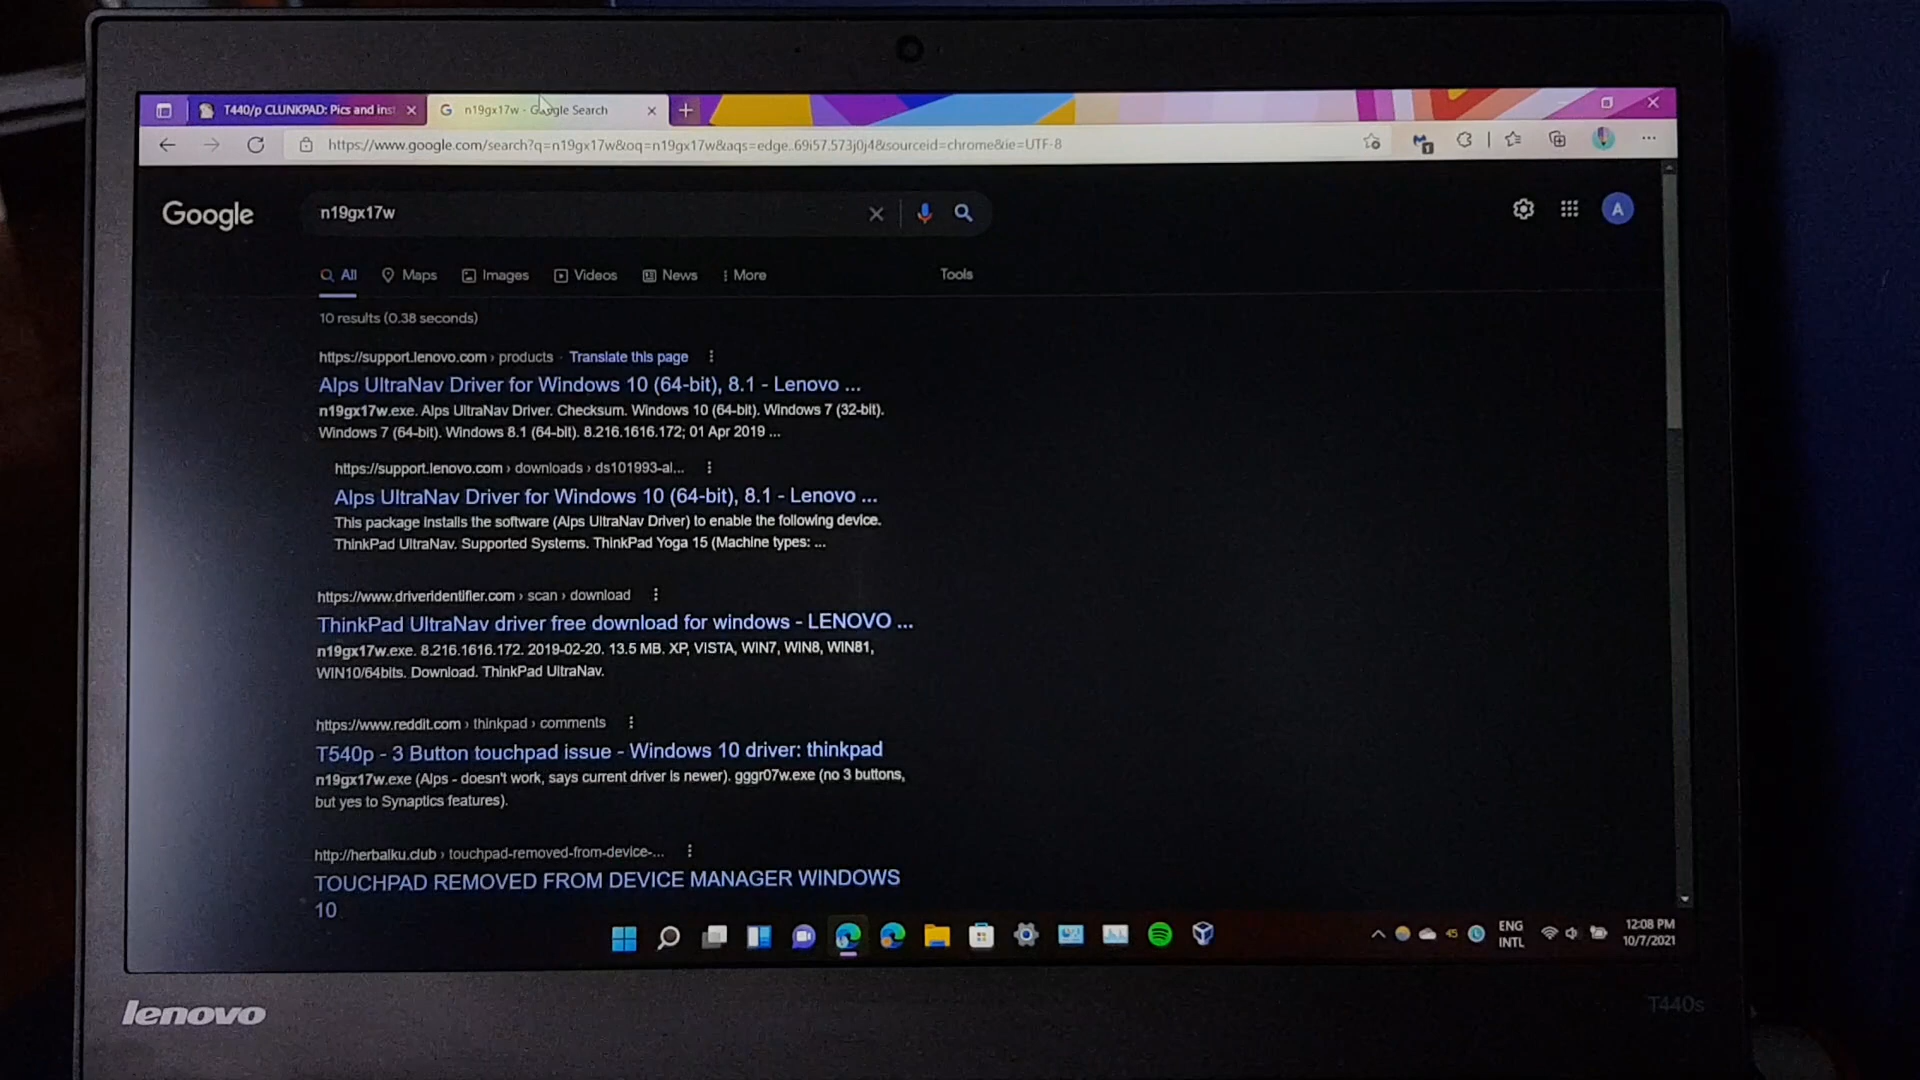 T440/p CLUNKPAD: Pics and inst
n19gx17w - Google Search
https://www.google.com/search?q=n19gx17w&oq=n19gx17w&aqs=edge..69i57.573j0j4&sourceid=chrome&ie=UTF-8
Google
n19gx17w
A
All
Maps
Images
Videos
News
More
Tools
10 results (0.38 seconds)
https://support.lenovo.com › products · Translate this page
Alps UltraNav Driver for Windows 10 (64-bit), 8.1 - Lenovo ...
n19gx17w.exe. Alps UltraNav Driver. Checksum. Windows 10 (64-bit). Windows 7 (32-bit).
Windows 7 (64-bit). Windows 8.1 (64-bit). 8.216.1616.172; 01 Apr 2019 ...
https://support.lenovo.com › downloads › ds101993-al...
Alps UltraNav Driver for Windows 10 (64-bit), 8.1 - Lenovo ...
This package installs the software (Alps UltraNav Driver) to enable the following device.
ThinkPad UltraNav. Supported Systems. ThinkPad Yoga 15 (Machine types: ...
https://www.driveridentifier.com › scan › download
ThinkPad UltraNav driver free download for windows - LENOVO ...
n19gx17w.exe. 8.216.1616.172. 2019-02-20. 13.5 MB. XP, VISTA, WIN7, WIN8, WIN81,
WIN10/64bits. Download. ThinkPad UltraNav.
https://www.reddit.com › thinkpad › comments
T540p - 3 Button touchpad issue - Windows 10 driver: thinkpad
n19gx17w.exe (Alps - doesn't work, says current driver is newer). gggr07w.exe (no 3 buttons,
but yes to Synaptics features).
http://herbalku.club › touchpad-removed-from-device-...
TOUCHPAD REMOVED FROM DEVICE MANAGER WINDOWS
10
45
ENG
INTL
12:08 PM
10/7/2021
lenovo
T440s